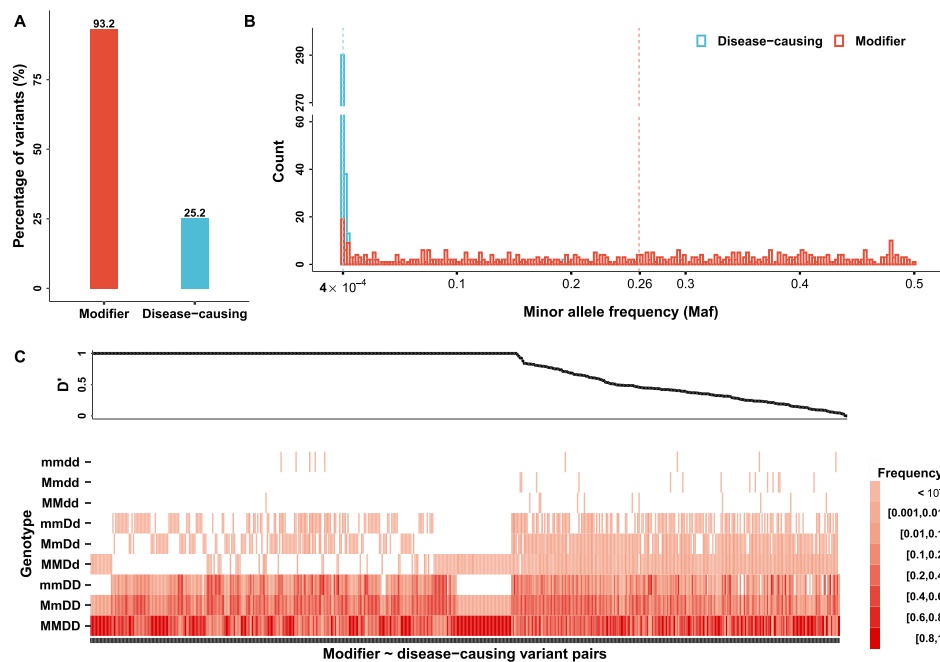 A
93.2
25.2
Percentage of variants (%)
75
50
25
0
Modifier
Disease−causing
B
Disease−causing
Modifier
Count
290
270
60
40
20
0
4× 10⁻⁴
0.1
0.2
0.26
0.3
0.4
0.5
Minor allele frequency (Maf)
C
D'
1
0.5
0
Genotype
mmdd
Mmdd
MMdd
mmDd
MmDd
MMDd
mmDD
MmDD
MMDD
Modifier ~ disease−causing variant pairs
Frequency
< 10
[0.001,0.01
[0.01,0.1
[0.1,0.2
[0.2,0.4
[0.4,0.6
[0.6,0.8
[0.8,1